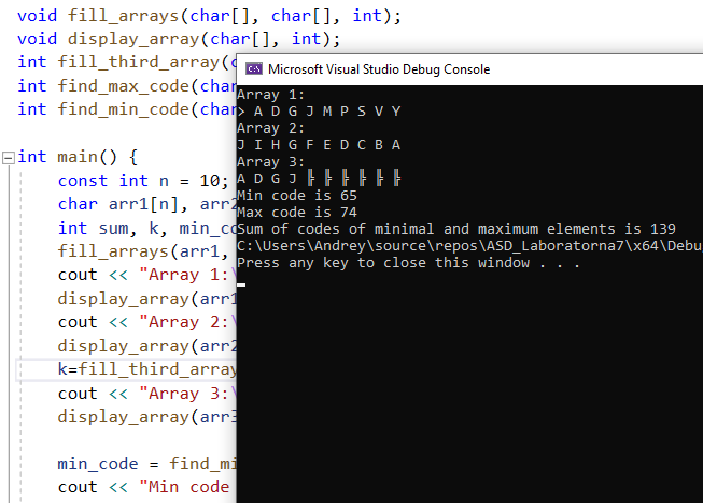 void fill_arrays(char[], char[], int);
void display_array(char[], int);
int fill_third_array(c
int find_max_code(char
int find_min_code(char
int main() {
const int n = 10;
char arr1[n], arr2
int sum, k, min_co
fill_arrays(arr1,
cout << "Array 1:\
display_array(arr1
cout << "Array 2:\
display_array(arr2
k=fill_third_array
cout << "Array 3:\
display_array(arr3
min_code = find_mi
cout << "Min code
Microsoft Visual Studio Debug Console
Array 1:
> A D G J M P S V Y
Array 2:
J I H G F E D C B A
Array 3:
A D G J ╠ ╠ ╠ ╠ ╠ ╠
Min code is 65
Max code is 74
Sum of codes of minimal and maximum elements is 139
C:\Users\Andrey\source\repos\ASD_Laboratorna7\x64\Debug
Press any key to close this window . . .